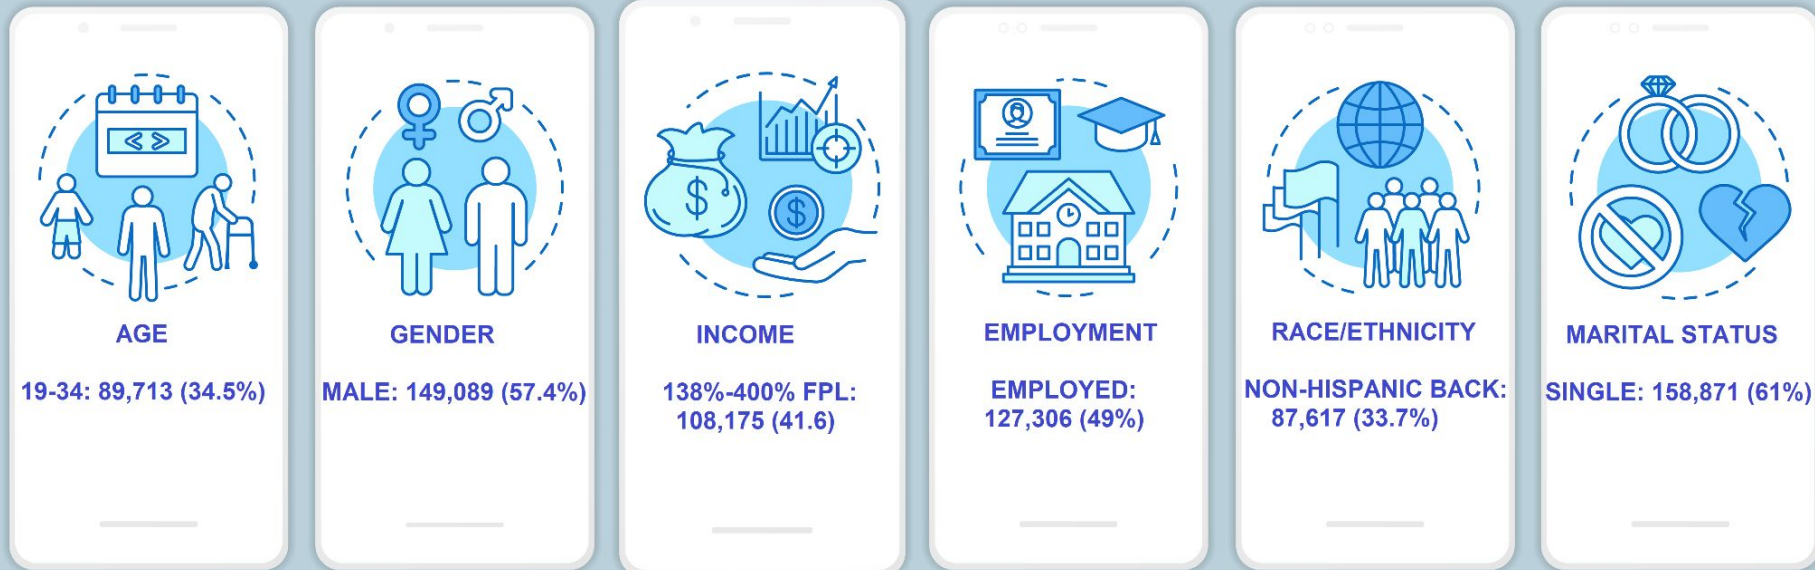 AGE
19-34: 89,713 (34.5%)
GENDER
MALE: 149,089 (57.4%)
INCOME
138%-400% FPL:
108,175 (41.6)
EMPLOYMENT
EMPLOYED:
127,306 (49%)
RACE/ETHNICITY
NON-HISPANIC BACK:
87,617 (33.7%)
MARITAL STATUS
SINGLE: 158,871 (61%)